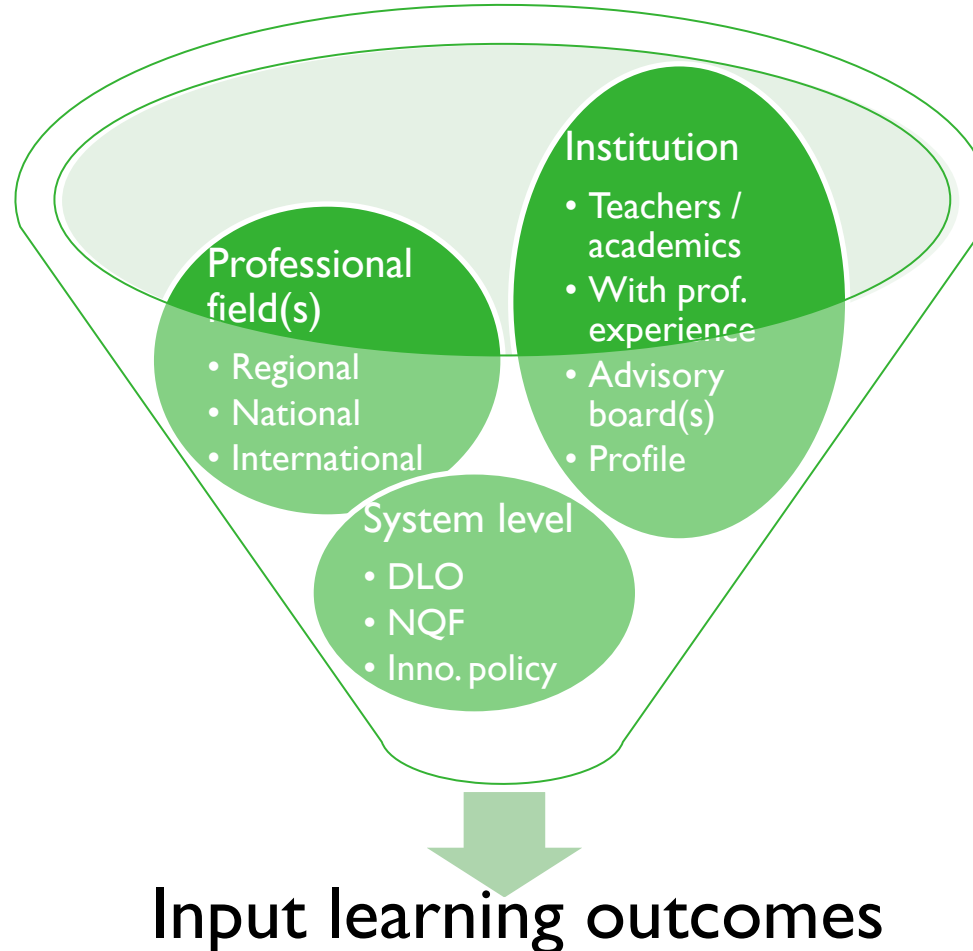 Institution
• Teachers /
academics
• With prof.
experience
• Advisory
board(s)
• Profile
Professional
field(s)
• Regional
• National
• International
System level
• DLO
• NQF
• Inno. policy
Input learning outcomes